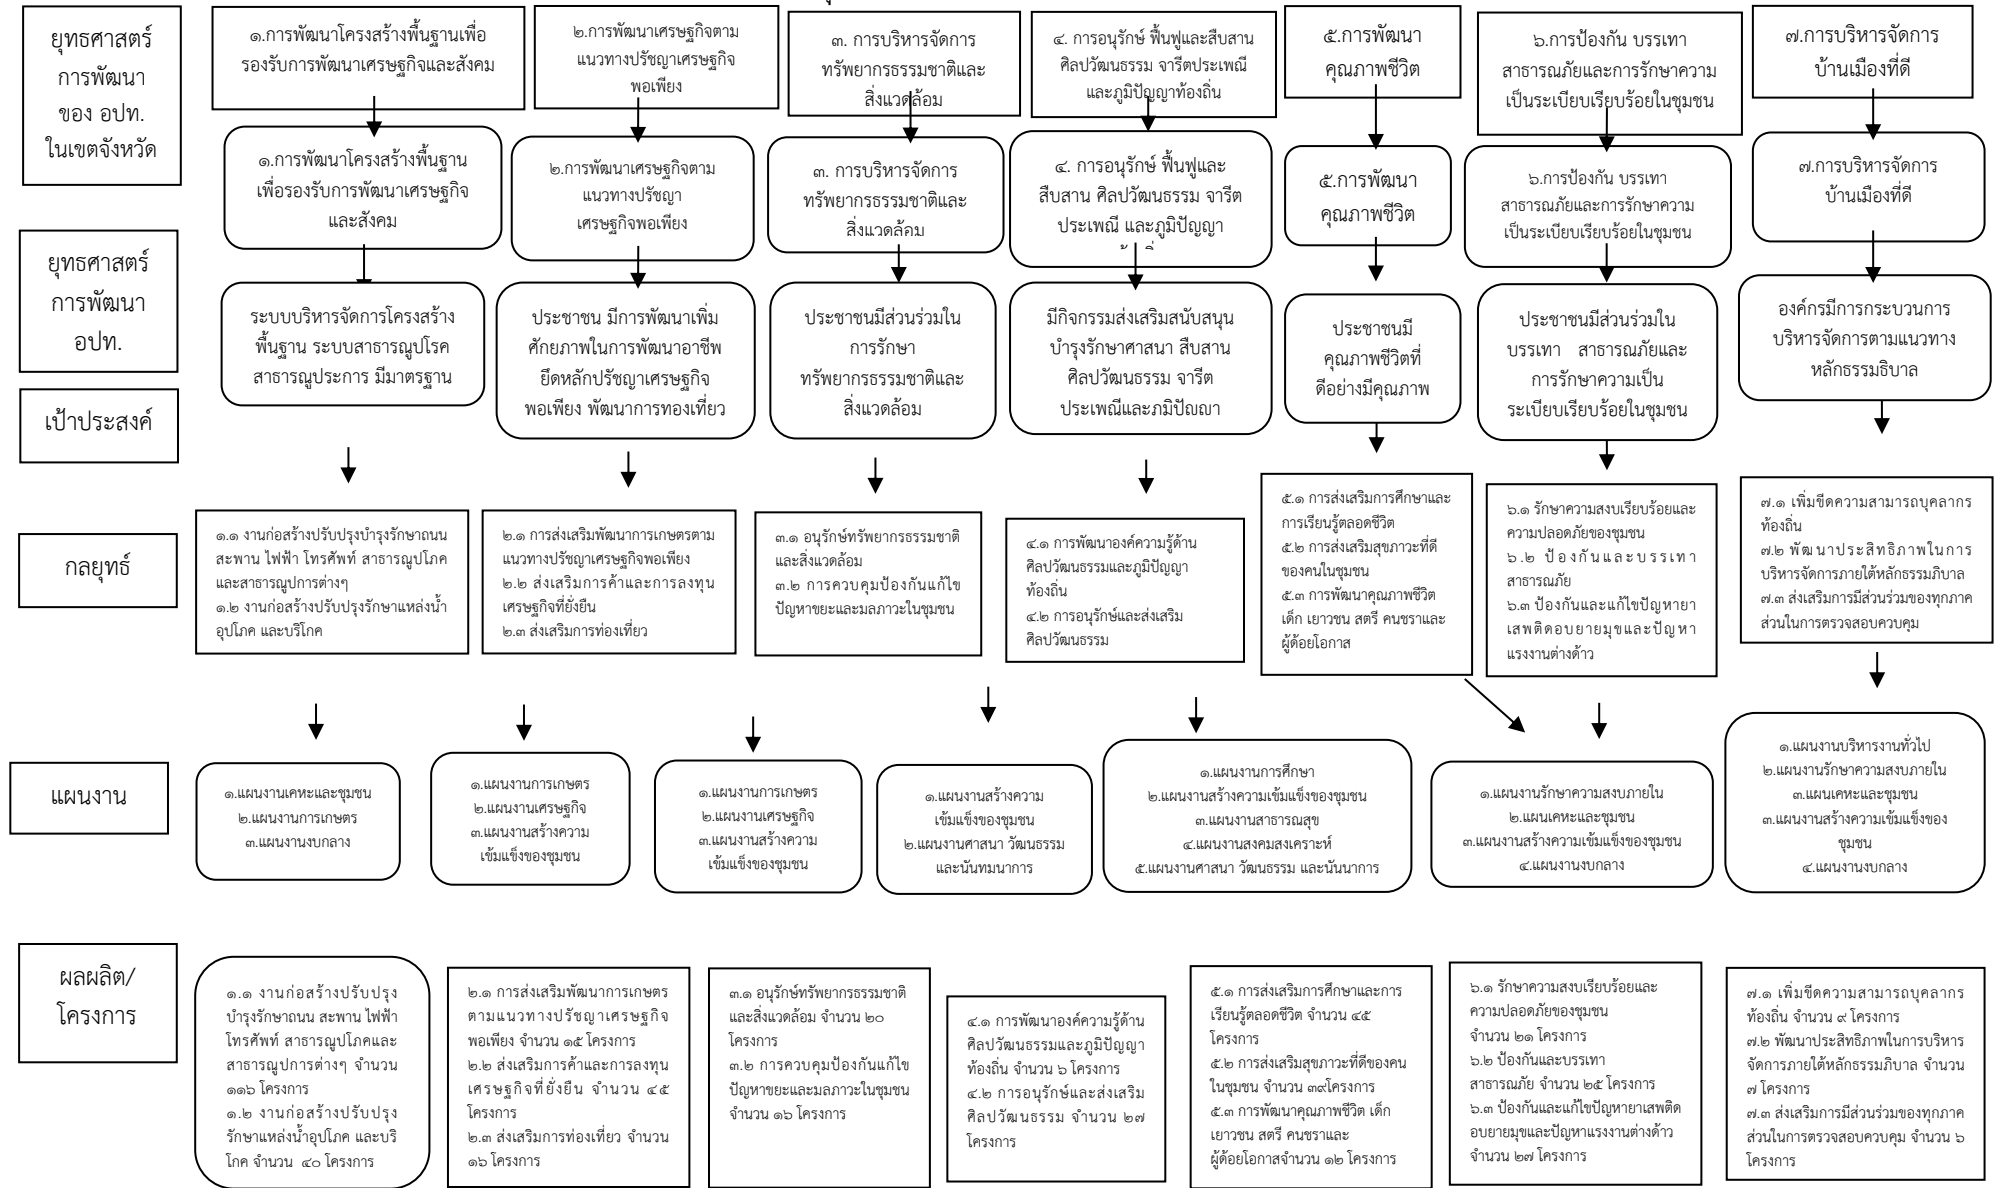 ยุทธศาสตร์
การพัฒนา
ของ อปท.
ในเขตจังหวัด
๑.การพัฒนาโครงสร้างพื้นฐานเพื่อ
รองรับการพัฒนาเศรษฐกิจและสังคม
๒.การพัฒนาเศรษฐกิจตาม
แนวทางปรัชญาเศรษฐกิจ
พอเพียง
๓. การบริหารจัดการ
ทรัพยากรธรรมชาติและ
สิ่งแวดล้อม
๔. การอนุรักษ์ ฟื้นฟูและสืบสาน
ศิลปวัฒนธรรม จารีตประเพณี
และภูมิปัญญาท้องถิ่น
๕.การพัฒนา
คุณภาพชีวิต
๖.การป้องกัน บรรเทา
สาธารณภัยและการรักษาความ
เป็นระเบียบเรียบร้อยในชุมชน
๗.การบริหารจัดการ
บ้านเมืองที่ดี
ยุทธศาสตร์
การพัฒนา
อปท.
๑.การพัฒนาโครงสร้างพื้นฐาน
เพื่อรองรับการพัฒนาเศรษฐกิจ
และสังคม
๒.การพัฒนาเศรษฐกิจตาม
แนวทางปรัชญา
เศรษฐกิจพอเพียง
๓. การบริหารจัดการ
ทรัพยากรธรรมชาติและ
สิ่งแวดล้อม
๔. การอนุรักษ์ ฟื้นฟูและ
สืบสาน ศิลปวัฒนธรรม จารีต
ประเพณี และภูมิปัญญา
๕.การพัฒนา
คุณภาพชีวิต
๖.การป้องกัน บรรเทา
สาธารณภัยและการรักษาความ
เป็นระเบียบเรียบร้อยในชุมชน
๗.การบริหารจัดการ
บ้านเมืองที่ดี
เป้าประสงค์
ระบบบริหารจัดการโครงสร้าง
พื้นฐาน ระบบสาธารณูปโรค
สาธารณูประการ มีมาตรฐาน
ประชาชน มีการพัฒนาเพิ่ม
ศักยภาพในการพัฒนาอาชีพ
ยึดหลักปรัชญาเศรษฐกิจ
พอเพียง พัฒนาการทองเที่ยว
ประชาชนมีส่วนร่วมใน
การรักษา
ทรัพยากรธรรมชาติและ
สิ่งแวดล้อม
มีกิจกรรมส่งเสริมสนับสนุน
บำรุงรักษาศาสนา สืบสาน
ศิลปวัฒนธรรม จารีต
ประเพณีและภูมิปัญญา
ประชาชนมี
คุณภาพชีวิตที่
ดีอย่างมีคุณภาพ
ประชาชนมีส่วนร่วมใน
บรรเทา สาธารณภัยและ
การรักษาความเป็น
ระเบียบเรียบร้อยในชุมชน
องค์กรมีการกระบวนการ
บริหารจัดการตามแนวทาง
หลักธรรมธิบาล
กลยุทธ์
๑.๑ งานก่อสร้างปรับปรุงบำรุงรักษาถนน
สะพาน ไฟฟ้า โทรศัพท์ สาธารณูปโภค
และสาธารณูปการต่างๆ
๑.๒ งานก่อสร้างปรับปรุงรักษาแหล่งน้ำ
อุปโภค และบริโภค
๒.๑ การส่งเสริมพัฒนาการเกษตรตาม
แนวทางปรัชญาเศรษฐกิจพอเพียง
๒.๒ ส่งเสริมการค้าและการลงทุน
เศรษฐกิจที่ยั่งยืน
๒.๓ ส่งเสริมการท่องเที่ยว
๓.๑ อนุรักษ์ทรัพยากรธรรมชาติ
และสิ่งแวดล้อม
๓.๒ การควบคุมป้องกันแก้ไข
ปัญหาขยะและมลภาวะในชุมชน
๔.๑ การพัฒนาองค์ความรู้ด้าน
ศิลปวัฒนธรรมและภูมิปัญญา
ท้องถิ่น
๔.๒ การอนุรักษ์และส่งเสริม
ศิลปวัฒนธรรม
๕.๑ การส่งเสริมการศึกษาและ
การเรียนรู้ตลอดชีวิต
๕.๒ การส่งเสริมสุขภาวะที่ดี
ของคนในชุมชน
๕.๓ การพัฒนาคุณภาพชีวิต
เด็ก เยาวชน สตรี คนชราและ
ผู้ด้อยโอกาส
๖.๑ รักษาความสงบเรียบร้อยและ
ความปลอดภัยของชุมชน
๖.๒ ป้องกันและบรรเทา
สาธารณภัย
๖.๓ ป้องกันและแก้ไขปัญหายา
เสพติดอบยายมุขและปัญหา
แรงงานต่างด้าว
๗.๑ เพิ่มขีดความสามารถบุคลากร
ท้องถิ่น
๗.๒ พัฒนาประสิทธิภาพในการ
บริหารจัดการภายใต้หลักธรรมภิบาล
๗.๓ ส่งเสริมการมีส่วนร่วมของทุกภาค
ส่วนในการตรวจสอบควบคุม
แผนงาน
๑.แผนงานเคหะและชุมชน
๒.แผนงานการเกษตร
๓.แผนงานงบกลาง
๑.แผนงานการเกษตร
๒.แผนงานเศรษฐกิจ
๓.แผนงานสร้างความ
เข้มแข็งของชุมชน
๑.แผนงานการเกษตร
๒.แผนงานเศรษฐกิจ
๓.แผนงานสร้างความ
เข้มแข็งของชุมชน
๑.แผนงานสร้างความ
เข้มแข็งของชุมชน
๒.แผนงานศาสนา วัฒนธรรม
และนันทมนาการ
๑.แผนงานการศึกษา
๒.แผนงานสร้างความเข้มแข็งของชุมชน
๓.แผนงานสาธารณสุข
๔.แผนงานสงคมสงเคราะห์
๕.แผนงานศาสนา วัฒนธรรม และนันนาการ
๑.แผนงานรักษาความสงบภายใน
๒.แผนเคหะและชุมชน
๓.แผนงานสร้างความเข้มแข็งของชุมชน
๔.แผนงานงบกลาง
๑.แผนงานบริหารงานทั่วไป
๒.แผนงานรักษาความสงบภายใน
๓.แผนเคหะและชุมชน
๓.แผนงานสร้างความเข้มแข็งของ
ชุมชน
๔.แผนงานงบกลาง
ผลผลิต/
โครงการ
๑.๑ งานก่อสร้างปรับปรุง
บำรุงรักษาถนน สะพาน ไฟฟ้า
โทรศัพท์ สาธารณูปโภคและ
สาธารณูปการต่างๆ จำนวน
๑๑๖ โครงการ
๑.๒ งานก่อสร้างปรับปรุง
รักษาแหล่งน้ำอุปโภค และบริ
โภค จำนวน ๔๐ โครงการ
๒.๑ การส่งเสริมพัฒนาการเกษตร
ตามแนวทางปรัชญาเศรษฐกิจ
พอเพียง จำนวน ๑๕ โครงการ
๒.๒ ส่งเสริมการค้าและการลงทุน
เศรษฐกิจที่ยั่งยืน จำนวน ๔๕
โครงการ
๒.๓ ส่งเสริมการท่องเที่ยว จำนวน
๑๖ โครงการ
๓.๑ อนุรักษ์ทรัพยากรธรรมชาติ
และสิ่งแวดล้อม จำนวน ๒๐
โครงการ
๓.๒ การควบคุมป้องกันแก้ไข
ปัญหาขยะและมลภาวะในชุมชน
จำนวน ๑๖ โครงการ
๔.๑ การพัฒนาองค์ความรู้ด้าน
ศิลปวัฒนธรรมและภูมิปัญญา
ท้องถิ่น จำนวน ๖ โครงการ
๔.๒ การอนุรักษ์และส่งเสริม
ศิลปวัฒนธรรม จำนวน ๒๗
โครงการ
๕.๑ การส่งเสริมการศึกษาและการ
เรียนรู้ตลอดชีวิต จำนวน ๔๕
โครงการ
๕.๒ การส่งเสริมสุขภาวะที่ดีของคน
ในชุมชน จำนวน ๓๙โครงการ
๕.๓ การพัฒนาคุณภาพชีวิต เด็ก
เยาวชน สตรี คนชราและ
ผู้ด้อยโอกาสจำนวน ๑๒ โครงการ
๖.๑ รักษาความสงบเรียบร้อยและ
ความปลอดภัยของชุมชน
จำนวน ๒๑ โครงการ
๖.๒ ป้องกันและบรรเทา
สาธารณภัย จำนวน ๒๕ โครงการ
๖.๓ ป้องกันและแก้ไขปัญหายาเสพติด
อบยายมุขและปัญหาแรงงานต่างด้าว
จำนวน ๒๗ โครงการ
๗.๑ เพิ่มขีดความสามารถบุคลากร
ท้องถิ่น จำนวน ๙ โครงการ
๗.๒ พัฒนาประสิทธิภาพในการบริหาร
จัดการภายใต้หลักธรรมภิบาล จำนวน
๗ โครงการ
๗.๓ ส่งเสริมการมีส่วนร่วมของทุกภาค
ส่วนในการตรวจสอบควบคุม จำนวน ๖
โครงการ